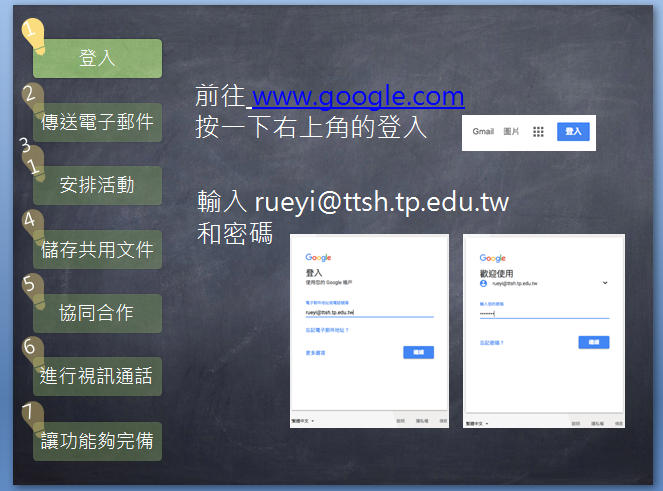 1
登入
2
傳送電子郵件
3
1
安排活動
4
儲存共用文件
5
協同合作
6
進行視訊通話
7
讓功能夠完備
前往 www.google.com
按一下右上角的登入
Gmail 圖片 登入
輸入 rueyi@ttsh.tp.edu.tw
和密碼
Google
登入
使用您的 Google 帳戶
電子郵件地址或電話號碼
rueyi@ttsh.tp.edu.tw
忘記電子郵件地址？
更多選項
繼續
繁體中文
說明 隱私權 條款
Google
歡迎使用
rueyi@ttsh.tp.edu.tw
輸入您的密碼
忘記密碼？
繼續
繁體中文
說明 隱私權 條款